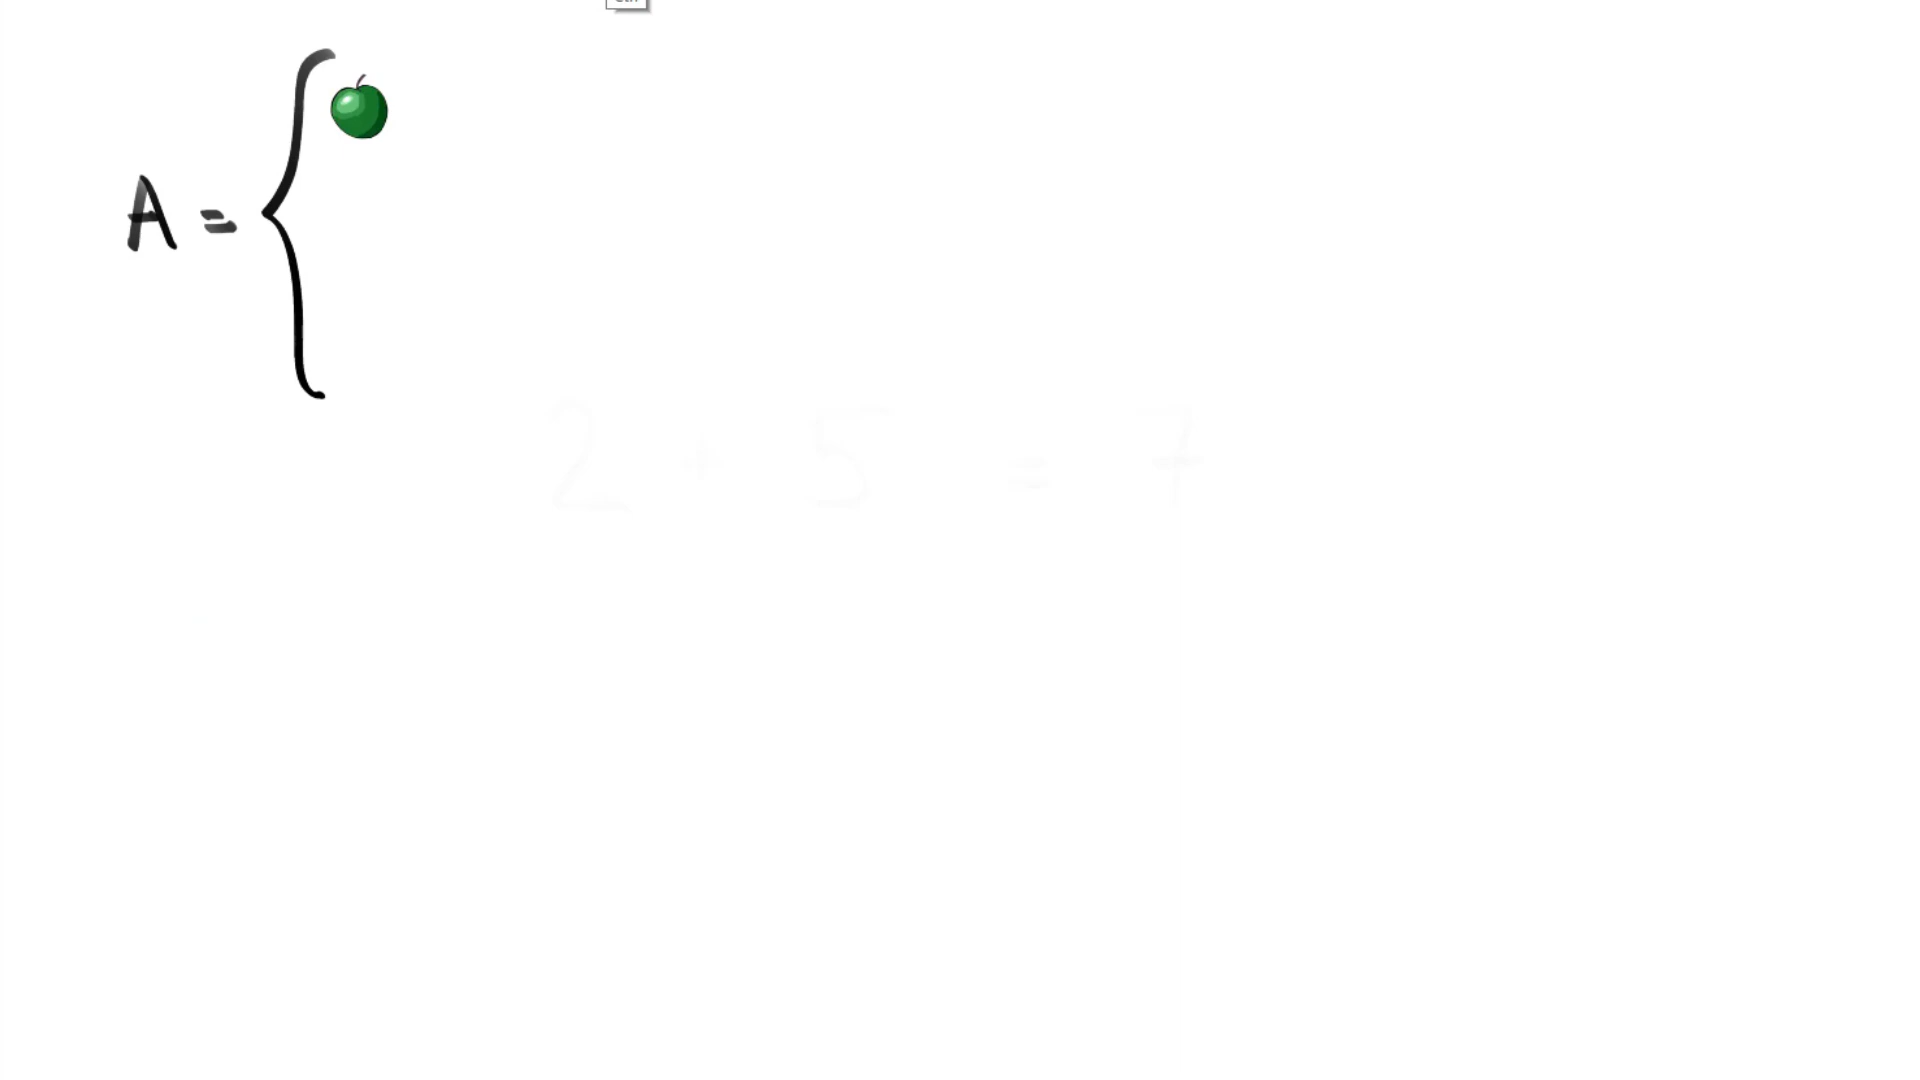 A = {
2 + 5 = 7